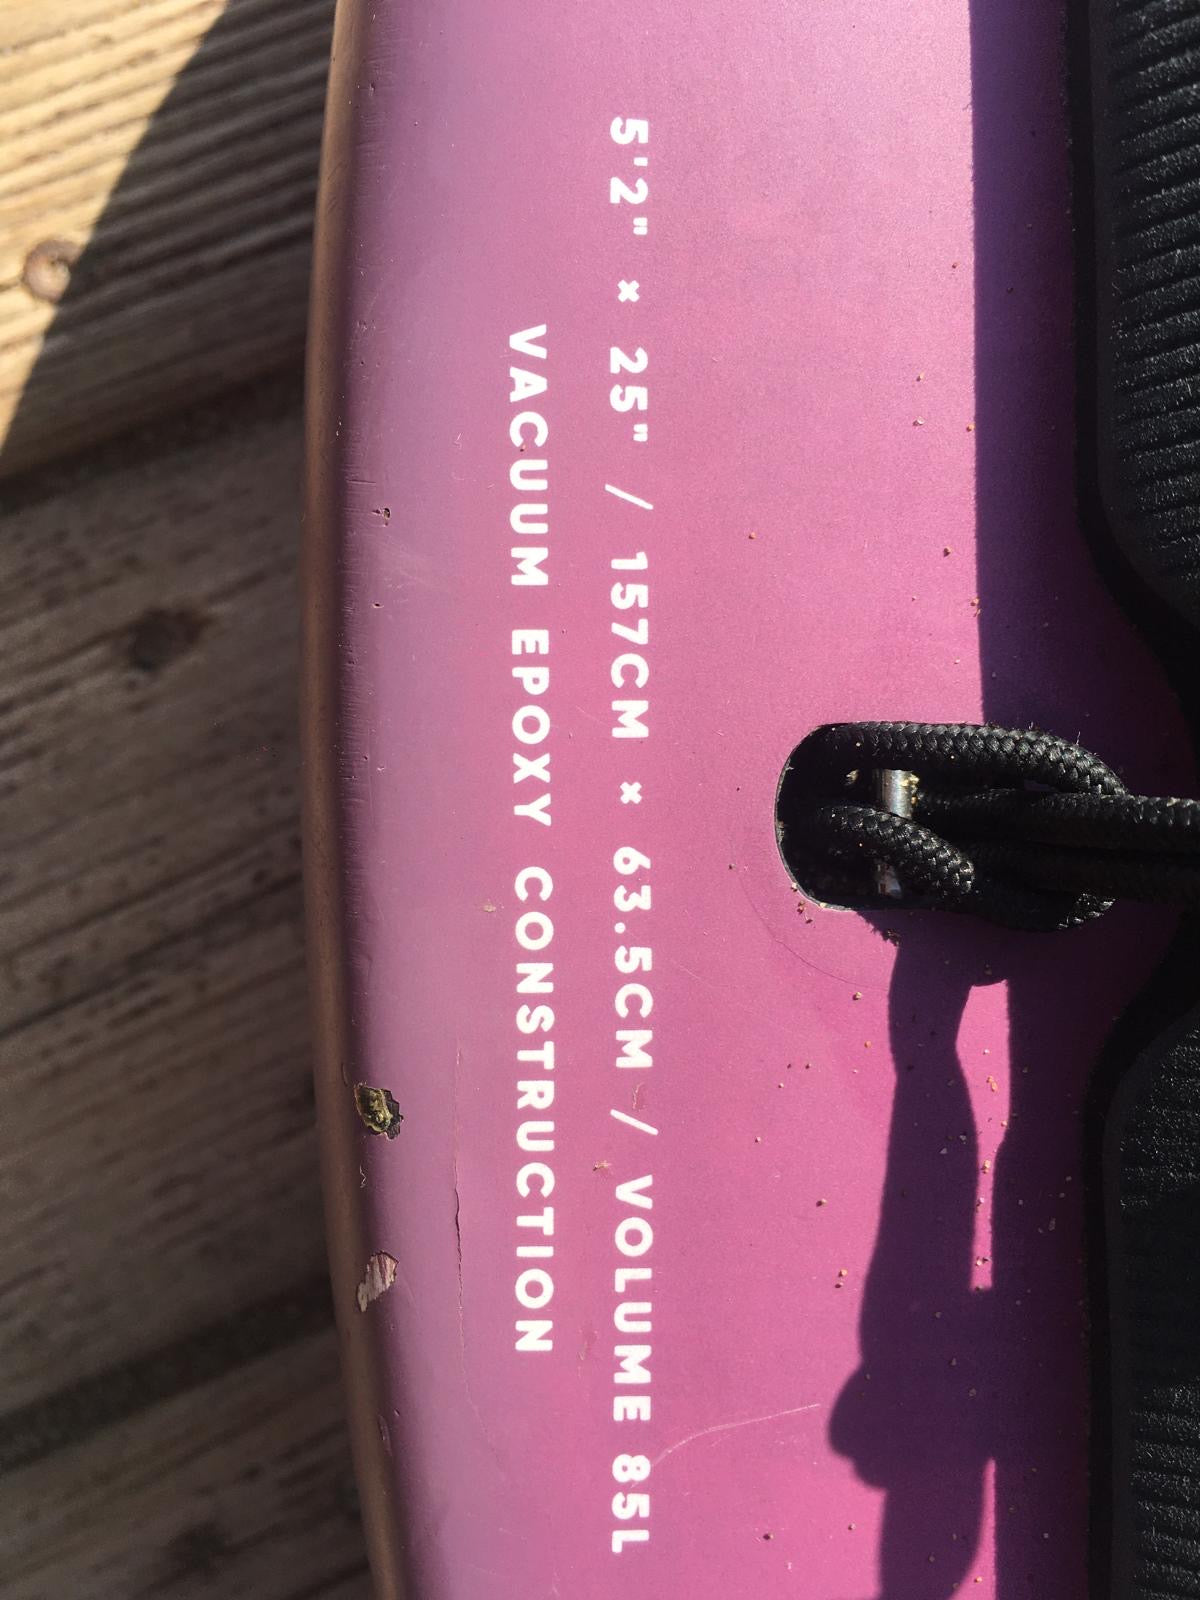 5'2" × 25" / 157CM × 63.5CM / VOLUME 85L
VACUUM EPOXY CONSTRUCTION